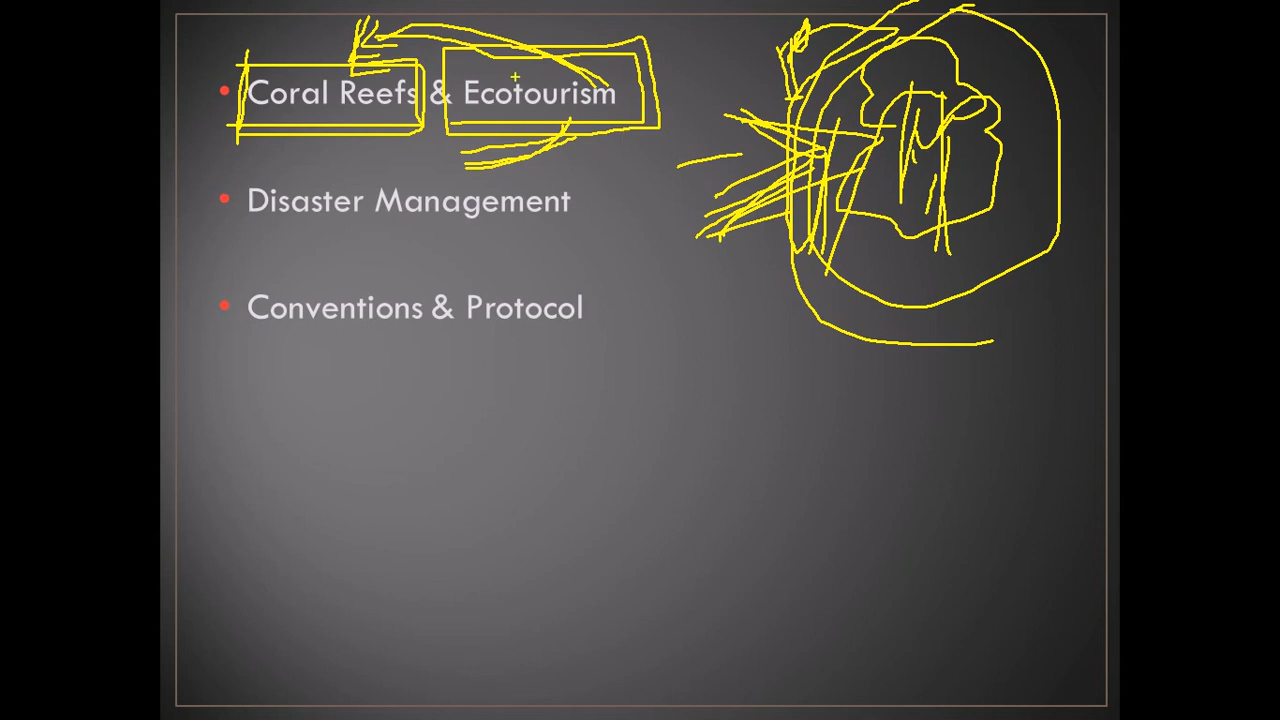 • Coral Reefs & Ecotourism
• Disaster Management
• Conventions & Protocol